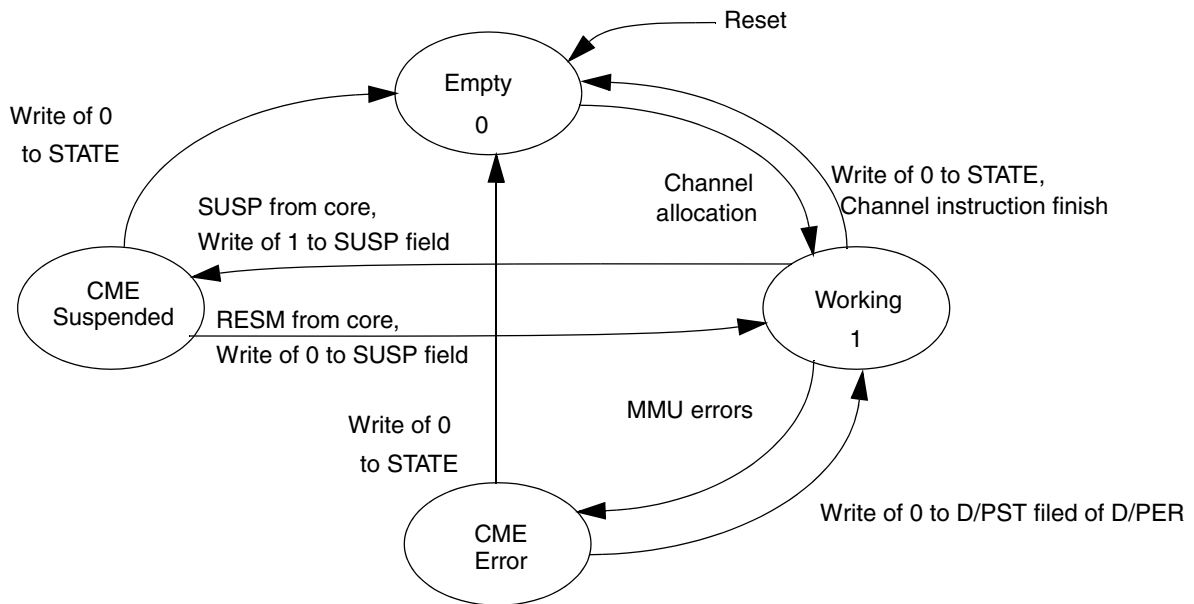 Reset
Empty
0
Write of 0
to STATE
Channel
allocation
Write of 0 to STATE,
Channel instruction finish
SUSP from core,
Write of 1 to SUSP field
CME
Suspended
Working
1
RESM from core,
Write of 0 to SUSP field
MMU errors
Write of 0
to STATE
CME
Error
Write of 0 to D/PST filed of D/PER